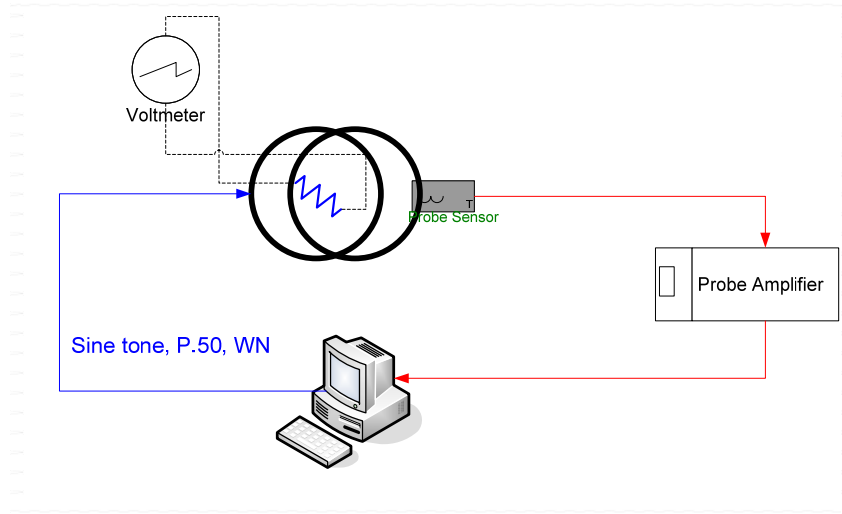 Voltmeter
T
Probe Sensor
Probe Amplifier
Sine tone, P.50, WN